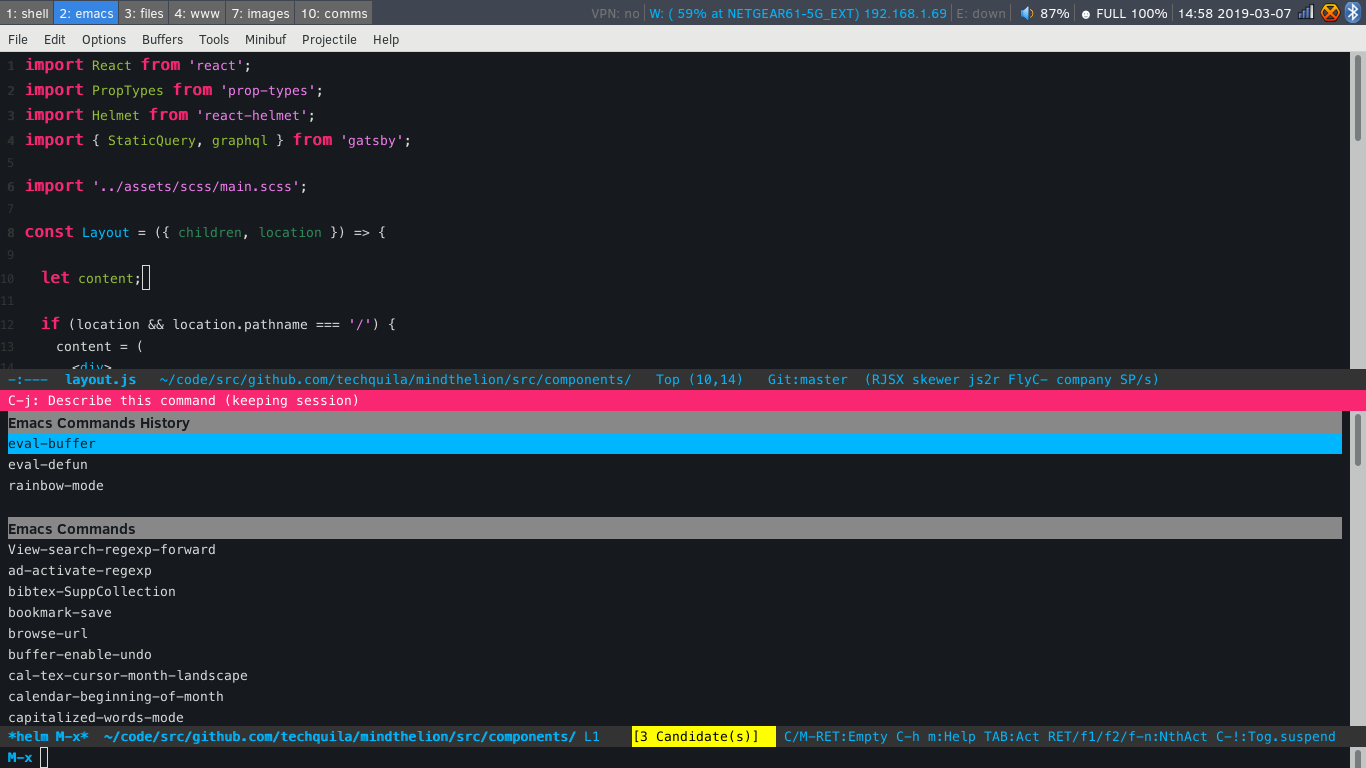 1: shell 2: emacs 3: files 4: www 7: images 10: comms VPN: no W: ( 59% at NETGEAR61-5G_EXT) 192.168.1.69 E: down 87% ☻ FULL 100% 14:58 2019-03-07
File Edit Options Buffers Tools Minibuf Projectile Help
1 import React from 'react';
2 import PropTypes from 'prop-types';
3 import Helmet from 'react-helmet';
4 import { StaticQuery, graphql } from 'gatsby';
5
6 import '../assets/scss/main.scss';
7
8 const Layout = ({ children, location }) => {
9
10 let content;
11
12 if (location && location.pathname === '/') {
13 content = (
14 <div>
-:--- layout.js ~/code/src/github.com/techquila/mindthelion/src/components/ Top (10,14) Git:master (RJSX skewer js2r FlyC- company SP/s)
C-j: Describe this command (keeping session)
Emacs Commands History
eval-buffer
eval-defun
rainbow-mode
Emacs Commands
View-search-regexp-forward
ad-activate-regexp
bibtex-SuppCollection
bookmark-save
browse-url
buffer-enable-undo
cal-tex-cursor-month-landscape
calendar-beginning-of-month
capitalized-words-mode
*helm M-x* ~/code/src/github.com/techquila/mindthelion/src/components/ L1 [3 Candidate(s)] C/M-RET:Empty C-h m:Help TAB:Act RET/f1/f2/f-n:NthAct C-!:Tog.suspend
M-x